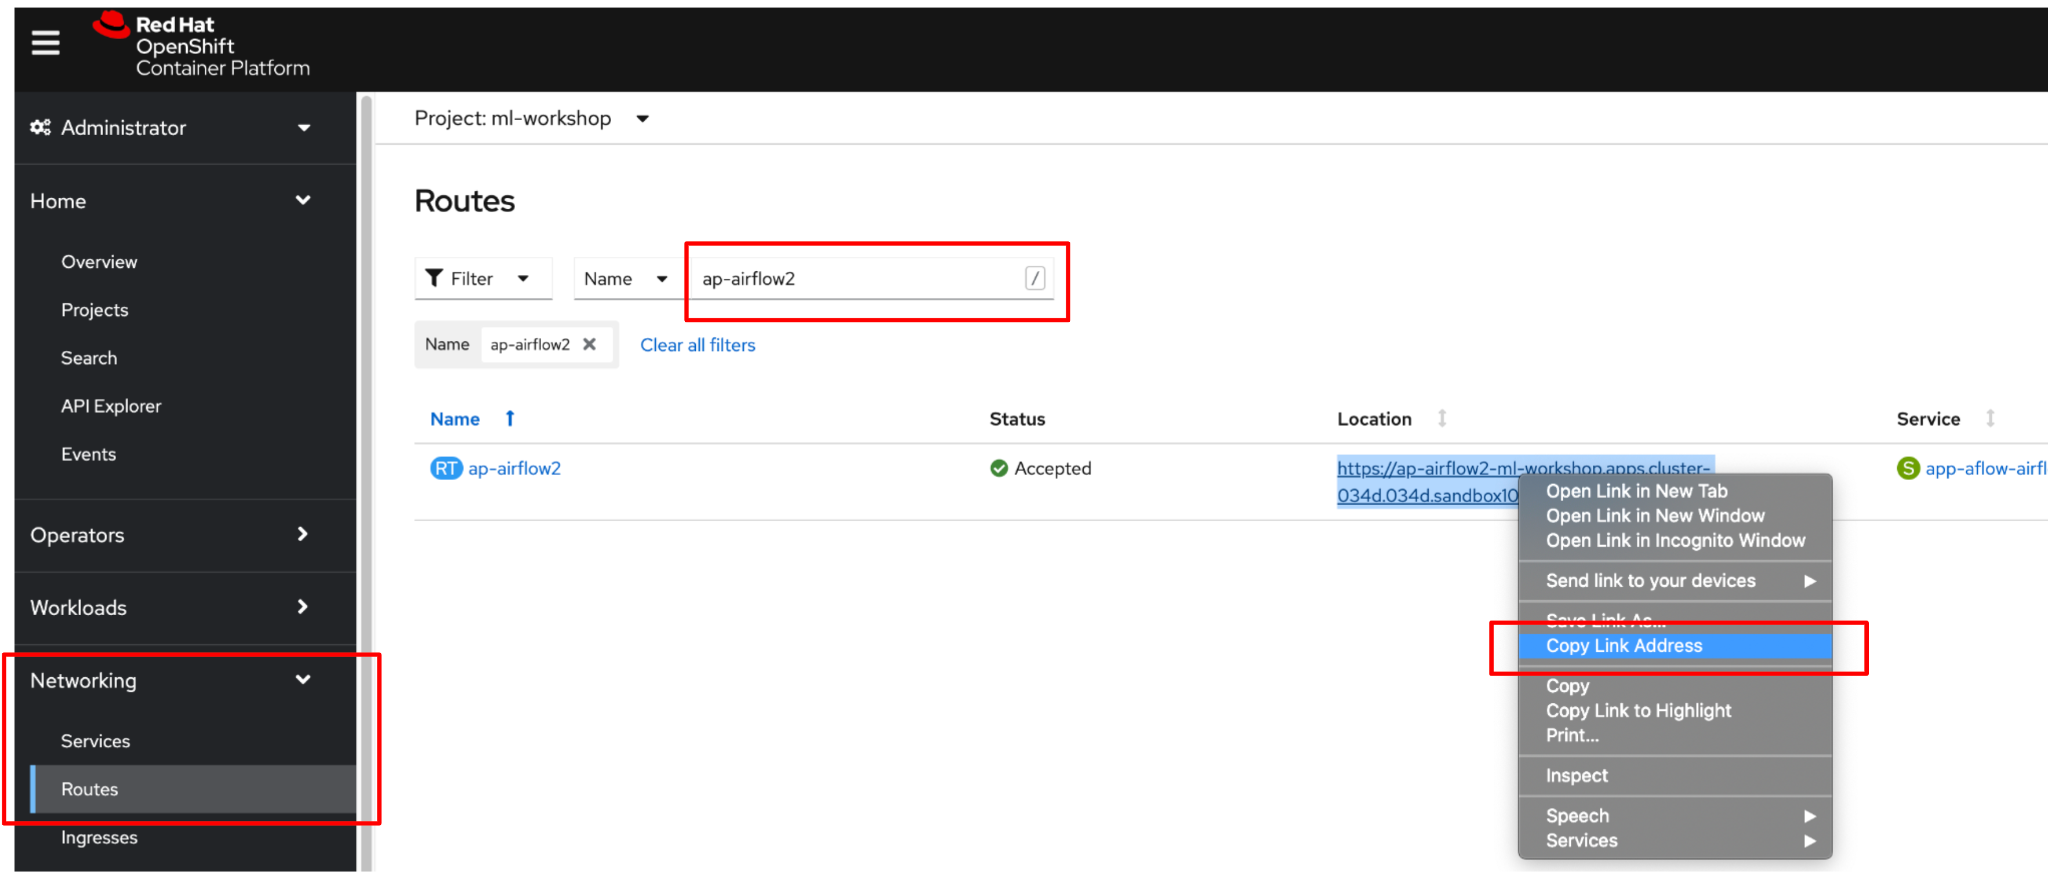 Red Hat
OpenShift
Container Platform
Administrator
Home
Overview
Projects
Search
API Explorer
Events
Operators
Workloads
Networking
Services
Routes
Ingresses
Project: ml-workshop
Routes
Filter
Name
ap-airflow2
/
Name ap-airflow2
Clear all filters
Name Status Location Service
RT ap-airflow2
Accepted
https://ap-airflow2-ml-workshop.apps.cluster-
034d.034d.sandbox10
S app-aflow-airfl
Open Link in New Tab
Open Link in New Window
Open Link in Incognito Window
Send link to your devices
Save Link As...
Copy Link Address
Copy
Copy Link to Highlight
Print...
Inspect
Speech
Services